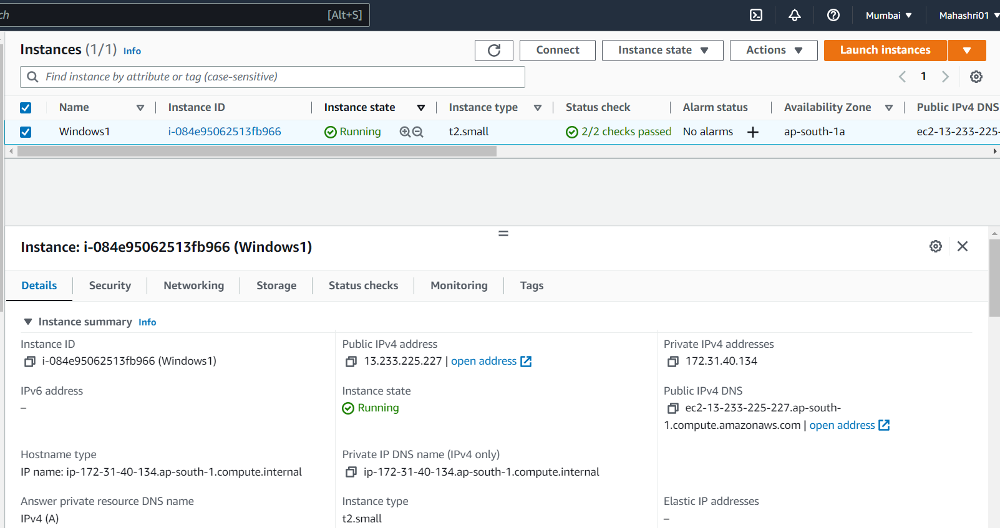 ch [Alt+S] Mumbai Mahashri01
Instances (1/1) Info Connect Instance state Actions Launch instances
Find instance by attribute or tag (case-sensitive) 1
Name Instance ID Instance state Instance type Status check Alarm status Availability Zone Public IPv4 DNS
Windows1 i-084e95062513fb966 Running t2.small 2/2 checks passed No alarms ap-south-1a ec2-13-233-225-
Instance: i-084e95062513fb966 (Windows1)
Details Security Networking Storage Status checks Monitoring Tags
Instance summary Info
Instance ID Public IPv4 address Private IPv4 addresses
i-084e95062513fb966 (Windows1) 13.233.225.227 | open address 172.31.40.134
IPv6 address Instance state Public IPv4 DNS
– Running ec2-13-233-225-227.ap-south-
1.compute.amazonaws.com | open address
Hostname type Private IP DNS name (IPv4 only)
IP name: ip-172-31-40-134.ap-south-1.compute.internal ip-172-31-40-134.ap-south-1.compute.internal
Answer private resource DNS name Instance type Elastic IP addresses
IPv4 (A) t2.small –